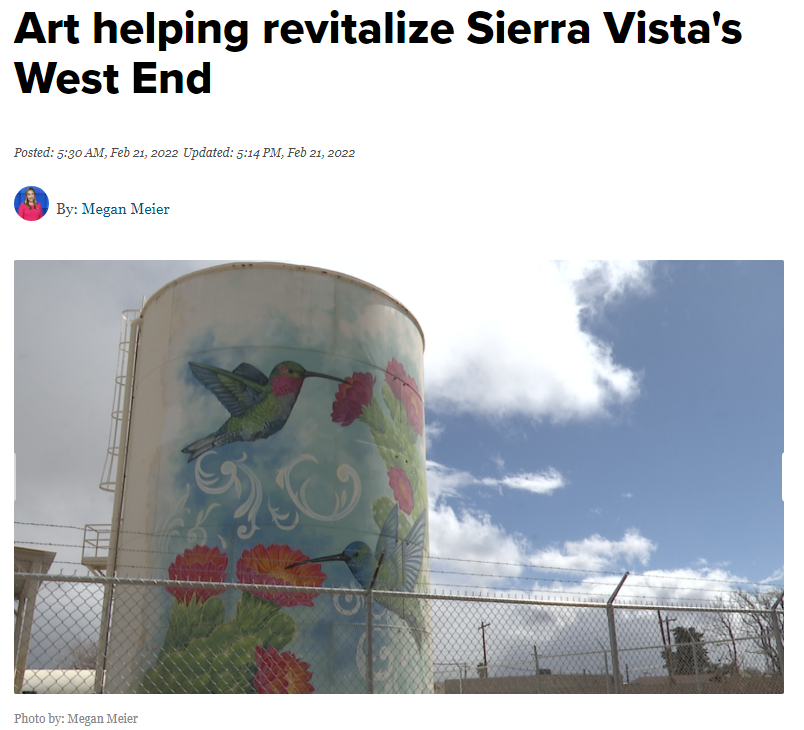 Art helping revitalize Sierra Vista's
West End
Posted: 5:30 AM, Feb 21, 2022 Updated: 5:14 PM, Feb 21, 2022
By: Megan Meier
Photo by: Megan Meier